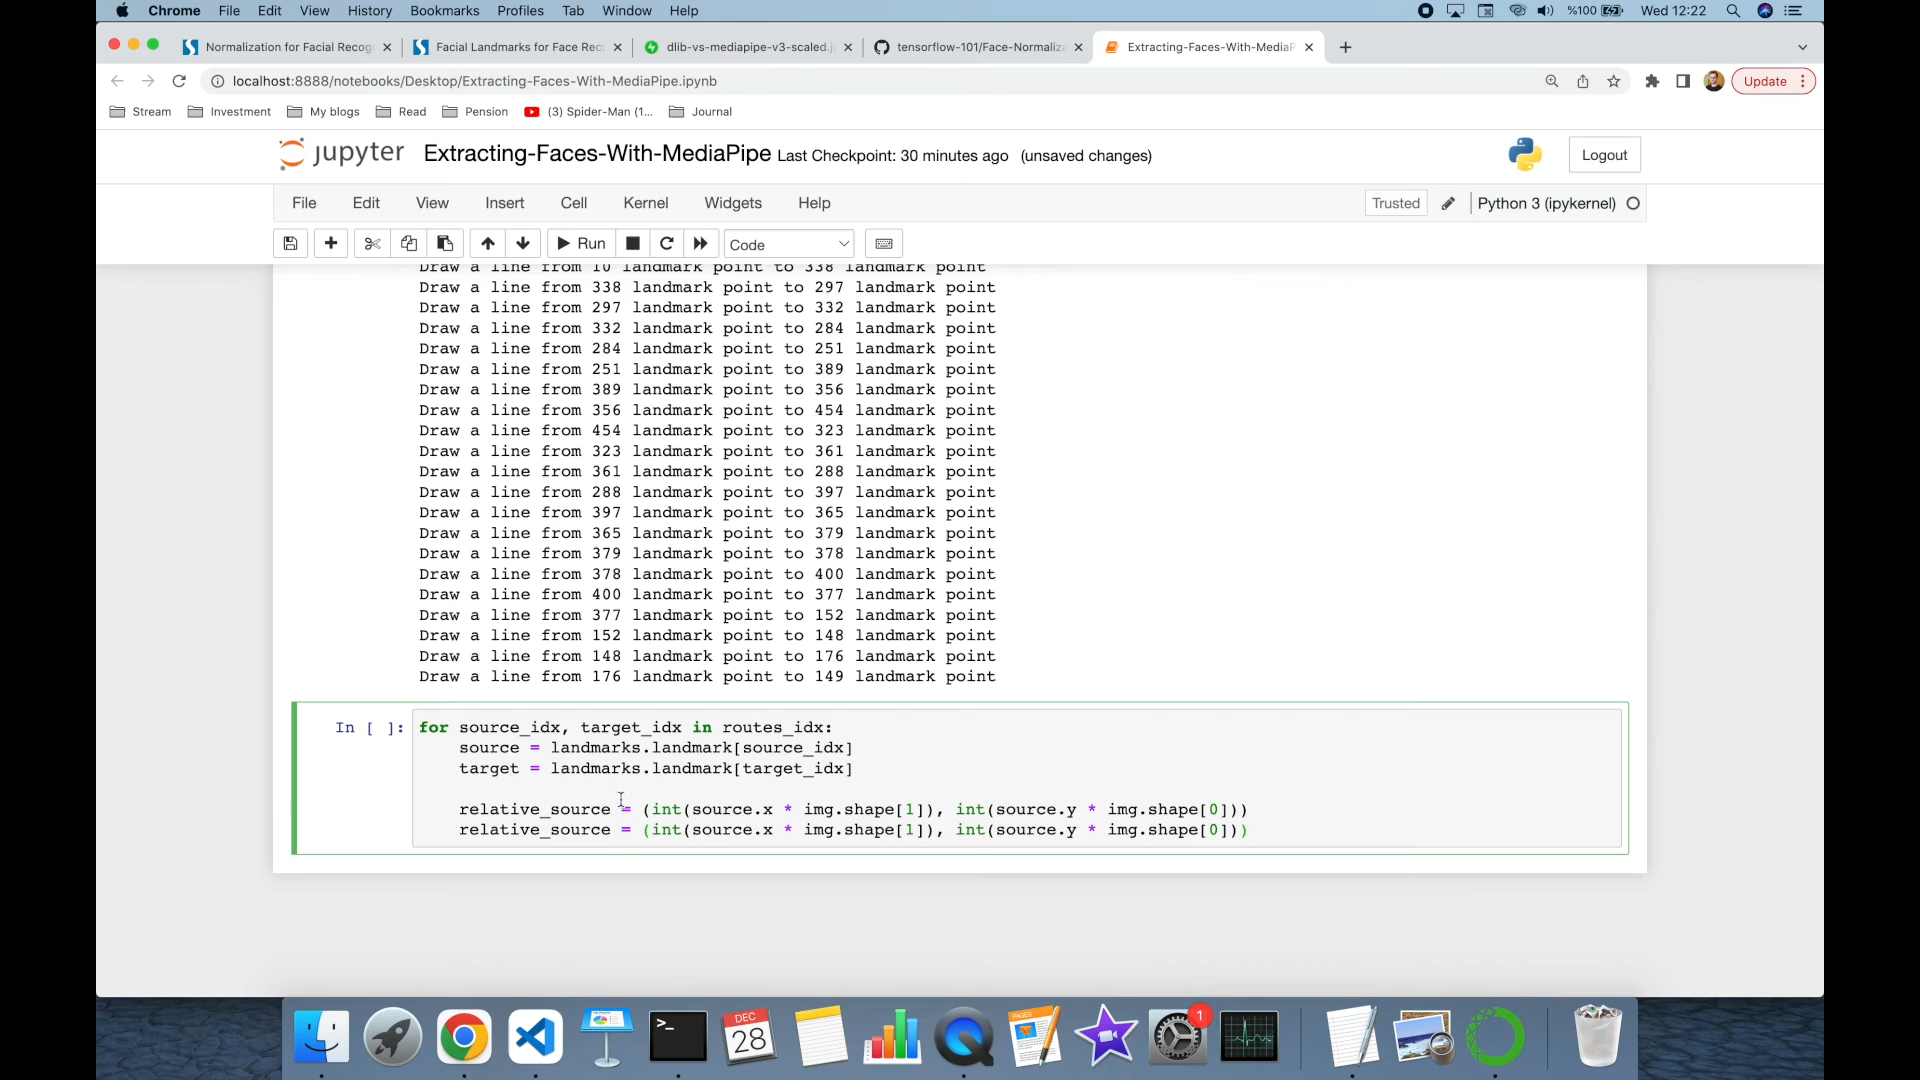 Chrome File Edit View History Bookmarks Profiles Tab Window Help %100 Wed 12:22
Normalization for Facial Recog Facial Landmarks for Face Rec dlib-vs-mediapipe-v3-scaled.j tensorflow-101/Face-Normaliz Extracting-Faces-With-MediaP
localhost:8888/notebooks/Desktop/Extracting-Faces-With-MediaPipe.ipynb Update
Stream Investment My blogs Read Pension (3) Spider-Man (1... Journal
jupyter Extracting-Faces-With-MediaPipe Last Checkpoint: 30 minutes ago (unsaved changes) Logout
File Edit View Insert Cell Kernel Widgets Help Trusted Python 3 (ipykernel)
Run Code
Draw a line from 10 landmark point to 338 landmark point
Draw a line from 338 landmark point to 297 landmark point
Draw a line from 297 landmark point to 332 landmark point
Draw a line from 332 landmark point to 284 landmark point
Draw a line from 284 landmark point to 251 landmark point
Draw a line from 251 landmark point to 389 landmark point
Draw a line from 389 landmark point to 356 landmark point
Draw a line from 356 landmark point to 454 landmark point
Draw a line from 454 landmark point to 323 landmark point
Draw a line from 323 landmark point to 361 landmark point
Draw a line from 361 landmark point to 288 landmark point
Draw a line from 288 landmark point to 397 landmark point
Draw a line from 397 landmark point to 365 landmark point
Draw a line from 365 landmark point to 379 landmark point
Draw a line from 379 landmark point to 378 landmark point
Draw a line from 378 landmark point to 400 landmark point
Draw a line from 400 landmark point to 377 landmark point
Draw a line from 377 landmark point to 152 landmark point
Draw a line from 152 landmark point to 148 landmark point
Draw a line from 148 landmark point to 176 landmark point
Draw a line from 176 landmark point to 149 landmark point
In [ ]: for source_idx, target_idx in routes_idx:
source = landmarks.landmark[source_idx]
target = landmarks.landmark[target_idx]
relative_source = (int(source.x * img.shape[1]), int(source.y * img.shape[0]))
relative_source = (int(source.x * img.shape[1]), int(source.y * img.shape[0]))
DEC
28
PAGES
1